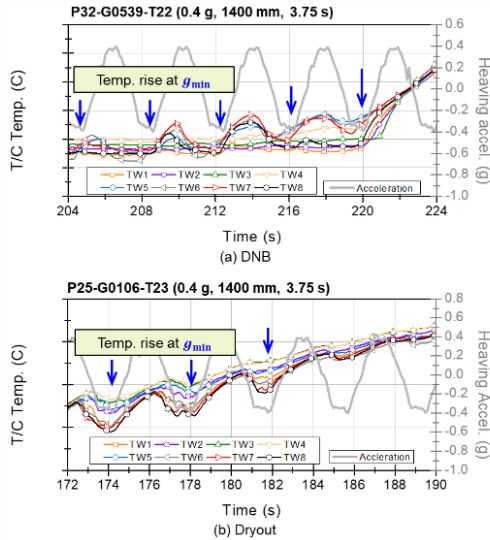 P32-G0539-T22 (0.4 g, 1400 mm, 3.75 s)
0.6
0.4
0.2
0.0
-0.2
-0.4
-0.6
-0.8
-1.0
Temp. rise at gmin
T/C Temp. (C)
Heaving accel. (g)
TW1 TW2 TW3 TW4
TW5 TW6 TW7 TW8
Acceleration
204 208 212 216 220 224
Time (s)
(a) DNB
P25-G0106-T23 (0.4 g, 1400 mm, 3.75 s)
0.8
0.6
0.4
0.2
0.0
-0.2
-0.4
-0.6
-0.8
-1.0
Temp. rise at gmin
T/C Temp. (C)
Heaving Accel. (g)
TW1 TW2 TW3 TW4
TW5 TW6 TW7 TW8
Acceleration
172 174 176 178 180 182 184 186 188 190
Time (s)
(b) Dryout